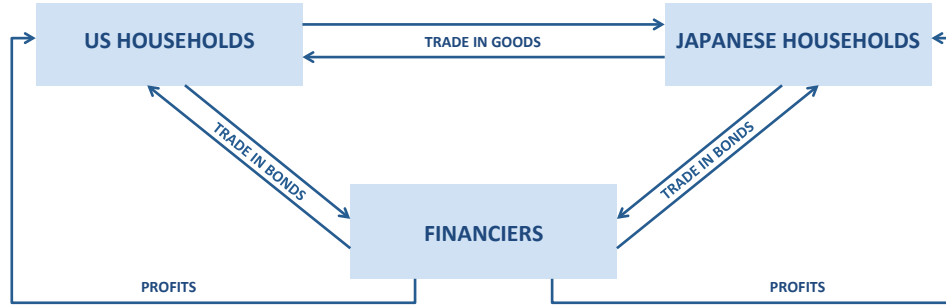 US HOUSEHOLDS
TRADE IN GOODS
JAPANESE HOUSEHOLDS
TRADE IN BONDS
TRADE IN BONDS
FINANCIERS
PROFITS
PROFITS